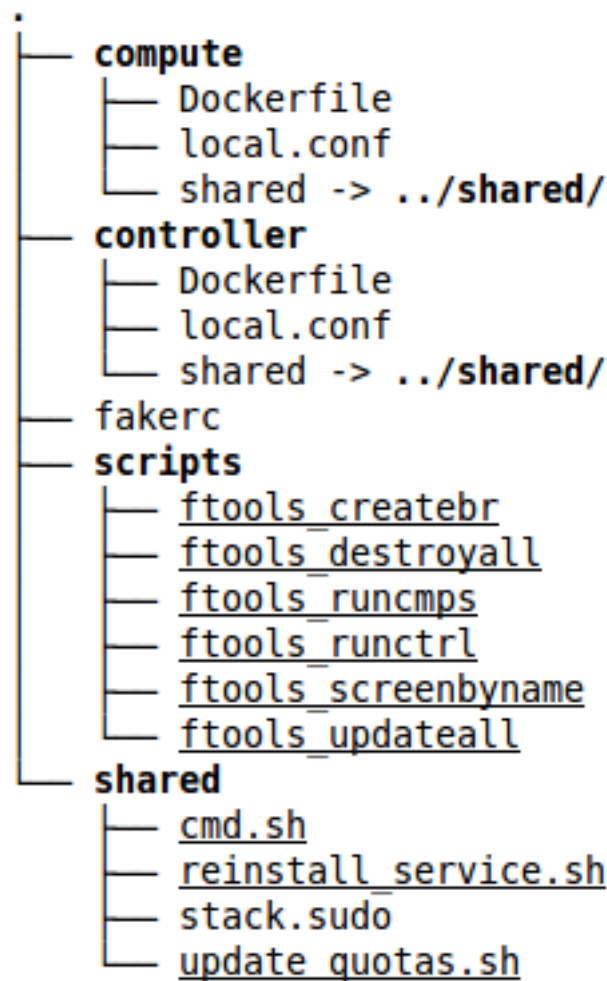 .
├── compute
│   ├── Dockerfile
│   ├── local.conf
│   └── shared -> ../shared/
├── controller
│   ├── Dockerfile
│   ├── local.conf
│   └── shared -> ../shared/
├── fakerc
├── scripts
│   ├── ftools_createbr
│   ├── ftools_destroyall
│   ├── ftools_runcmps
│   ├── ftools_runctrl
│   ├── ftools_screenbyname
│   └── ftools_updateall
└── shared
    ├── cmd.sh
    ├── reinstall_service.sh
    ├── stack.sudo
    └── update_quotas.sh